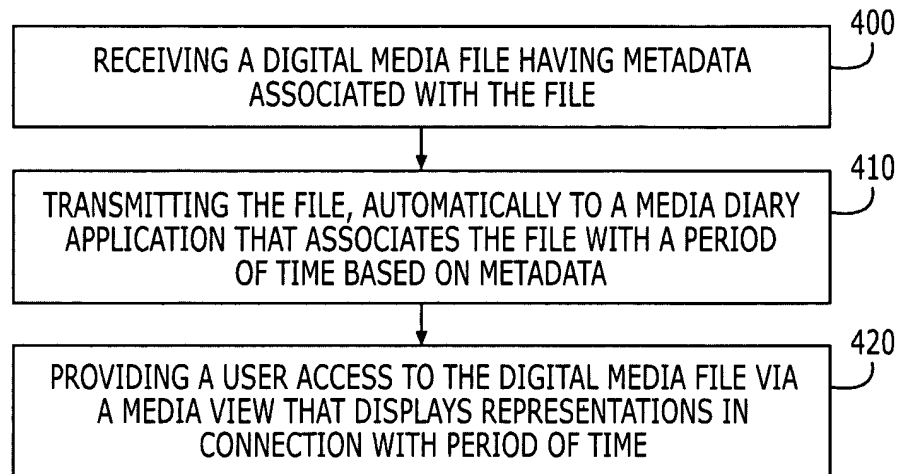 400
RECEIVING A DIGITAL MEDIA FILE HAVING METADATA
ASSOCIATED WITH THE FILE
410
TRANSMITTING THE FILE, AUTOMATICALLY TO A MEDIA DIARY
APPLICATION THAT ASSOCIATES THE FILE WITH A PERIOD
OF TIME BASED ON METADATA
420
PROVIDING A USER ACCESS TO THE DIGITAL MEDIA FILE VIA
A MEDIA VIEW THAT DISPLAYS REPRESENTATIONS IN
CONNECTION WITH PERIOD OF TIME